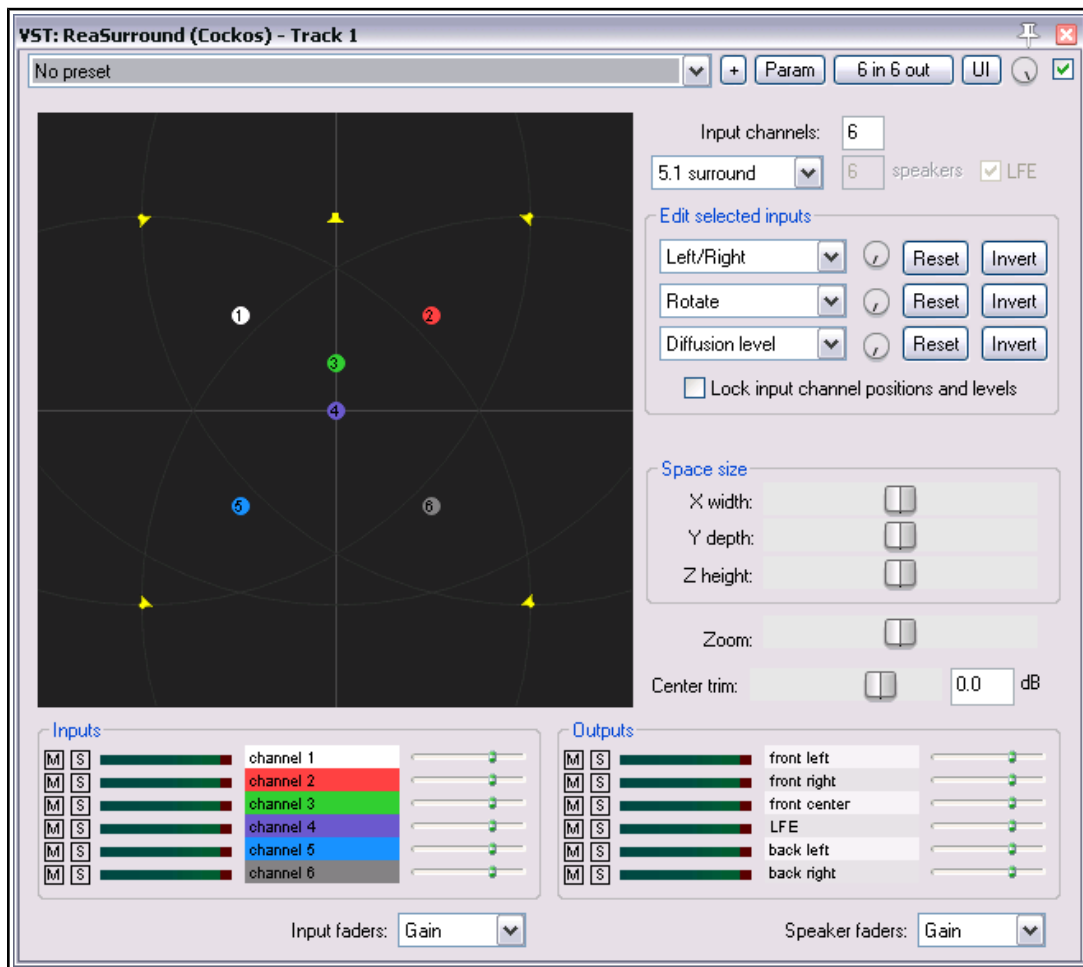 VST: ReaSurround (Cockos) - Track 1
No preset + Param 6 in 6 out UI
Input channels: 6
5.1 surround 6 speakers LFE
Edit selected inputs
Left/Right Reset Invert
Rotate Reset Invert
Diffusion level Reset Invert
Lock input channel positions and levels
1
2
3
4
5
6
Space size
X width:
Y depth:
Z height:
Zoom:
Center trim: 0.0 dB
Inputs
M S channel 1
M S channel 2
M S channel 3
M S channel 4
M S channel 5
M S channel 6
Input faders: Gain
Outputs
M S front left
M S front right
M S front center
M S LFE
M S back left
M S back right
Speaker faders: Gain